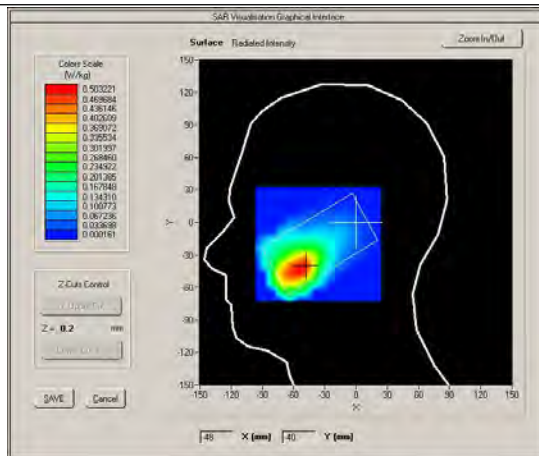 SAR Visualisation Graphical Interface
Surface Radiated Intensity
Zoom In/Out
Colors Scale
(W/kg)
0.503221
0.469684
0.436146
0.402609
0.369072
0.335534
0.301997
0.268460
0.234922
0.201385
0.167848
0.134310
0.100773
0.067236
0.033698
0.000161
150
120
90
60
30
0
-30
-60
-90
-120
-150
Y
-150 -120 -90 -60 -30 0 30 60 90 120 150
X
Z-Cuts Control
Z = 0.2 mm
SAVE Cancel
-48 X (mm) -40 Y (mm)